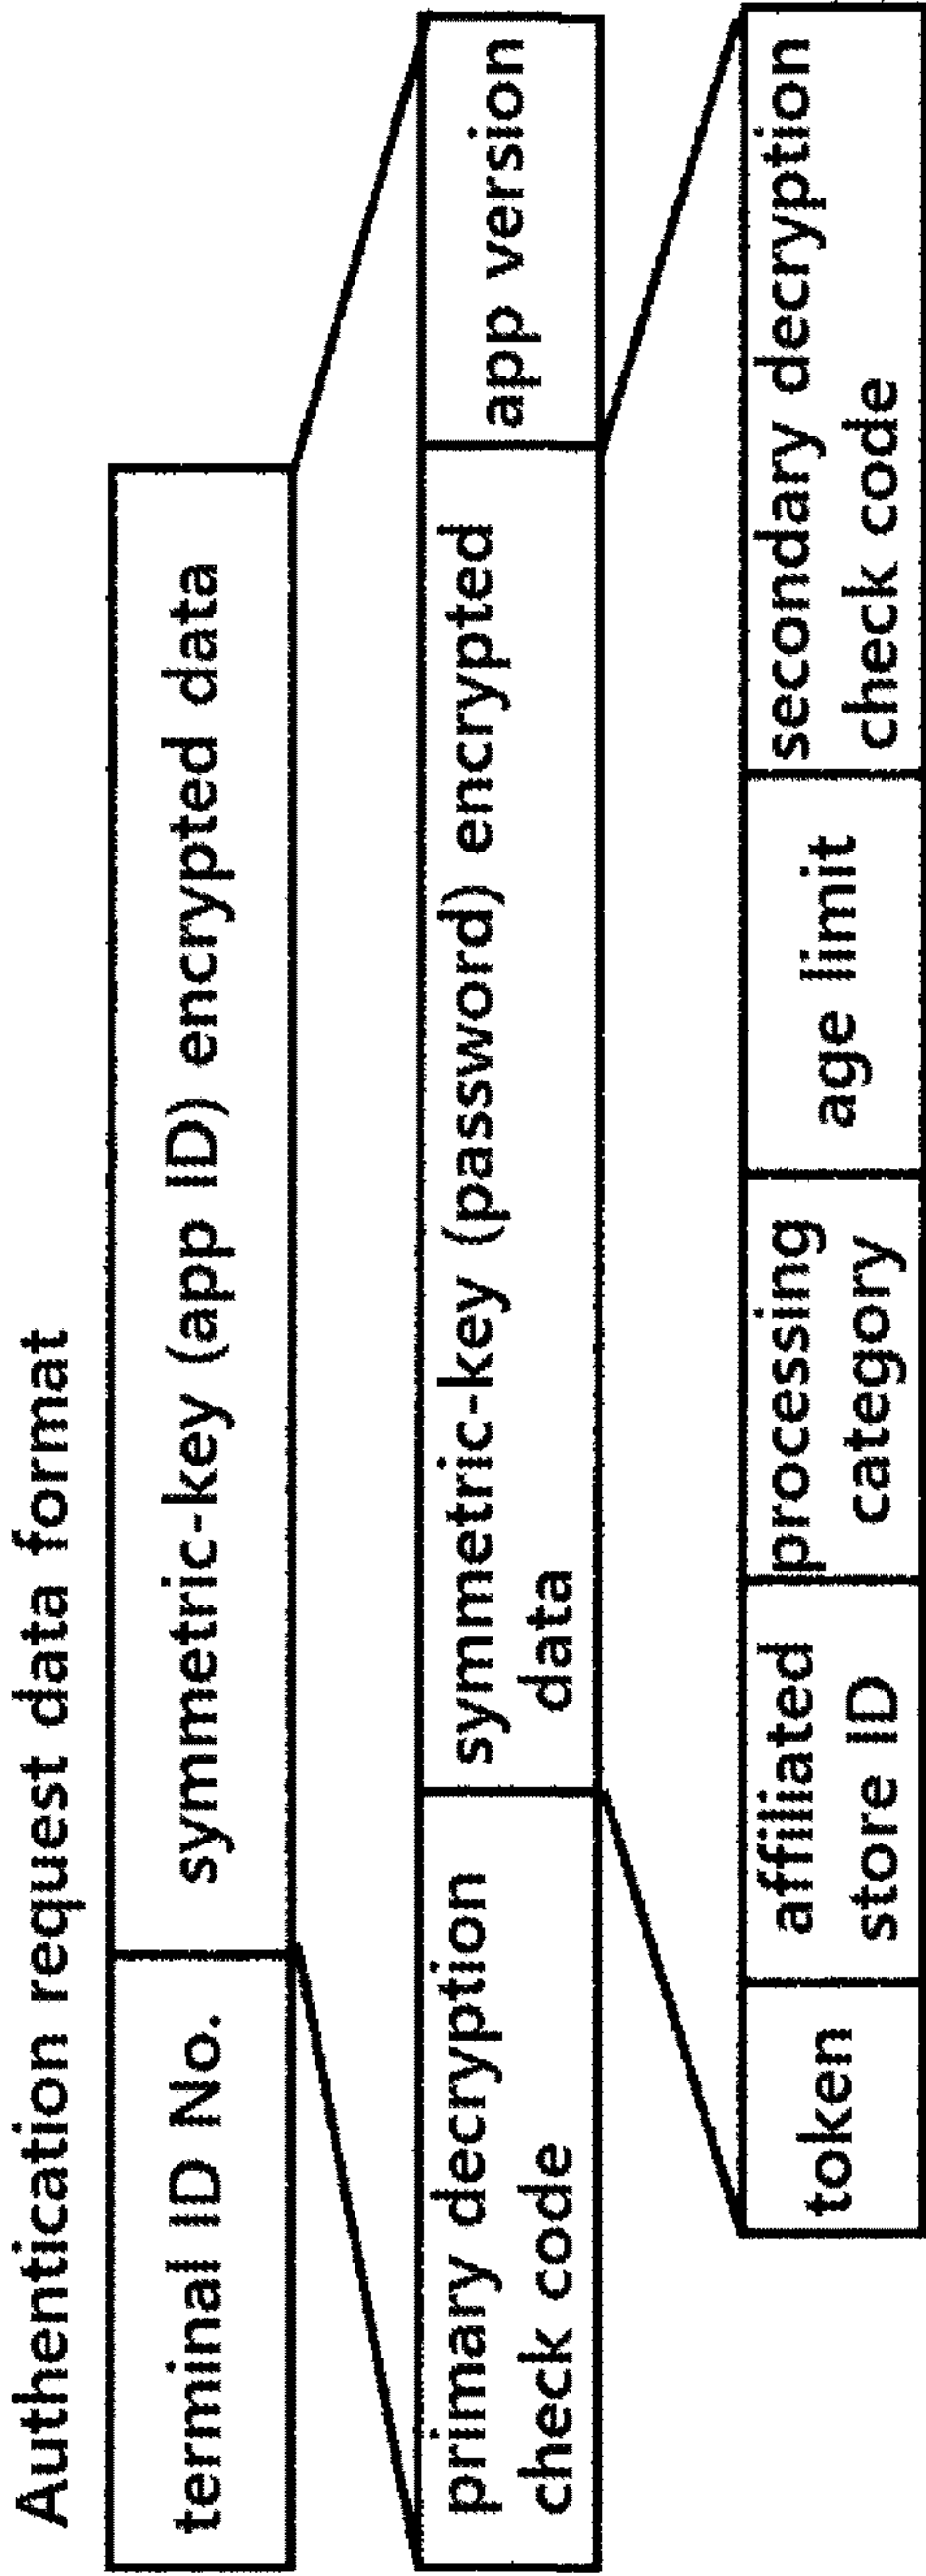 Authentication request data format
terminal ID No.
symmetric-key (app ID) encrypted data
primary decryption
check code
symmetric-key (password) encrypted
data
app version
token
affiliated
store ID
processing
category
age limit
secondary decryption
check code